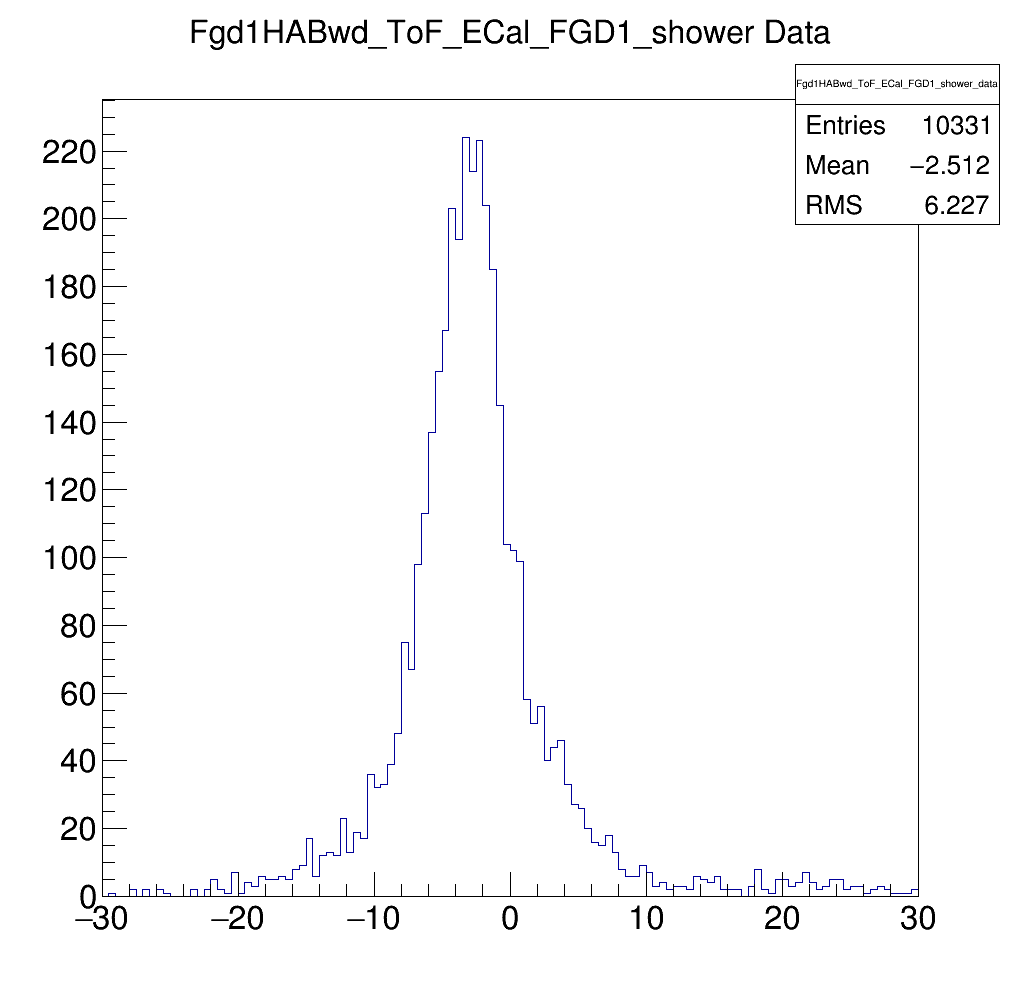 Fgd1HABwd_ToF_ECal_FGD1_shower Data
Fgd1HABwd_ToF_ECal_FGD1_shower_data
Entries 10331
Mean −2.512
RMS 6.227
220
200
180
160
140
120
100
80
60
40
20
0
−30 −20 −10 0 10 20 30